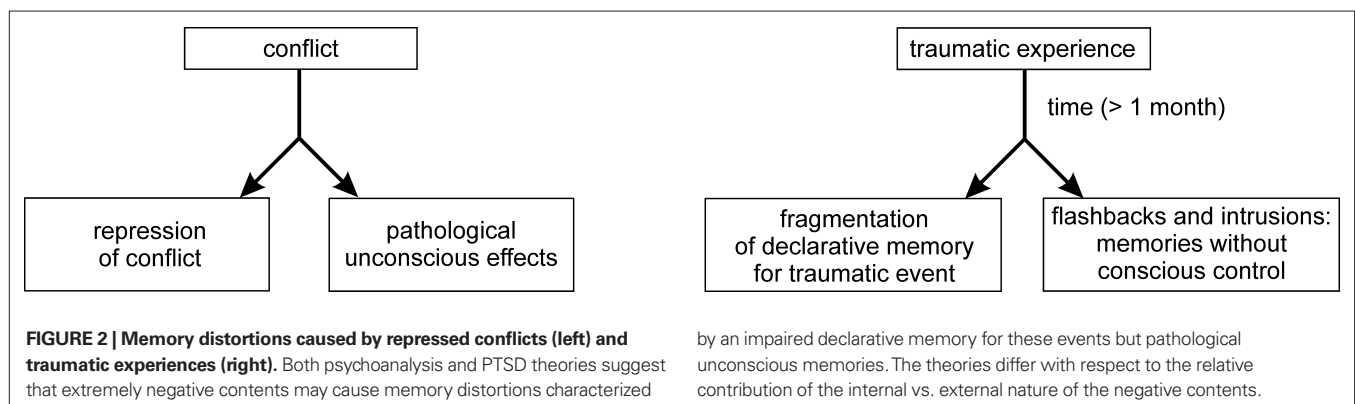 conflict
repression
of conflict
pathological
unconscious effects
traumatic experience
time (> 1 month)
fragmentation
of declarative memory
for traumatic event
flashbacks and intrusions:
memories without
conscious control
FIGURE 2 | Memory distortions caused by repressed conflicts (left) and
traumatic experiences (right). Both psychoanalysis and PTSD theories suggest
that extremely negative contents may cause memory distortions characterized
by an impaired declarative memory for these events but pathological
unconscious memories. The theories differ with respect to the relative
contribution of the internal vs. external nature of the negative contents.